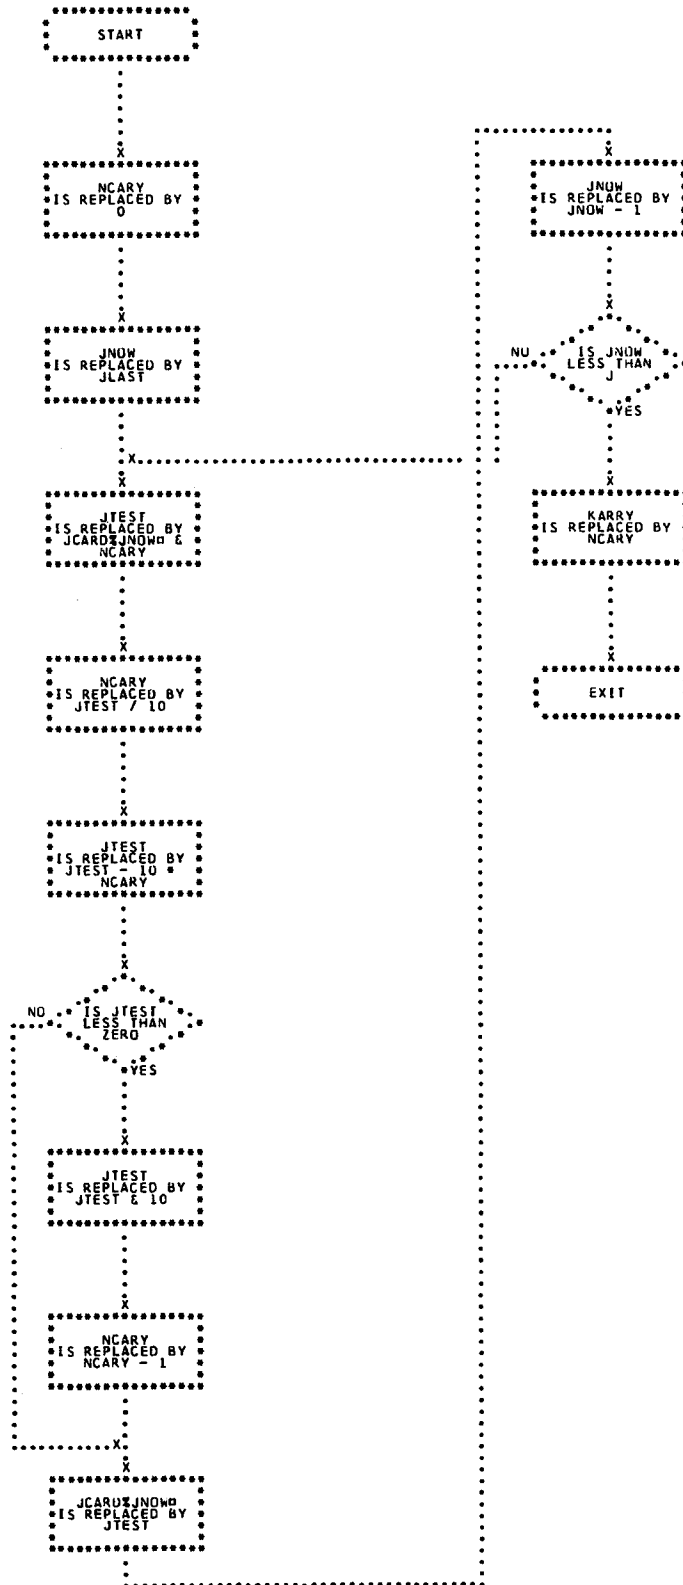 START
NCARY
IS REPLACED BY
0
JNOW
IS REPLACED BY
JLAST
JTEST
IS REPLACED BY
JCARD%JNOW¤ &
NCARY
NCARY
IS REPLACED BY
JTEST / 10
JTEST
IS REPLACED BY
JTEST - 10 *
NCARY
NO
IS JTEST
LESS THAN
ZERO
YES
JTEST
IS REPLACED BY
JTEST & 10
NCARY
IS REPLACED BY
NCARY - 1
JCARD%JNOW¤
IS REPLACED BY
JTEST
JNOW
IS REPLACED BY
JNOW - 1
NO
IS JNOW
LESS THAN
J
YES
KARRY
IS REPLACED BY
NCARY
EXIT